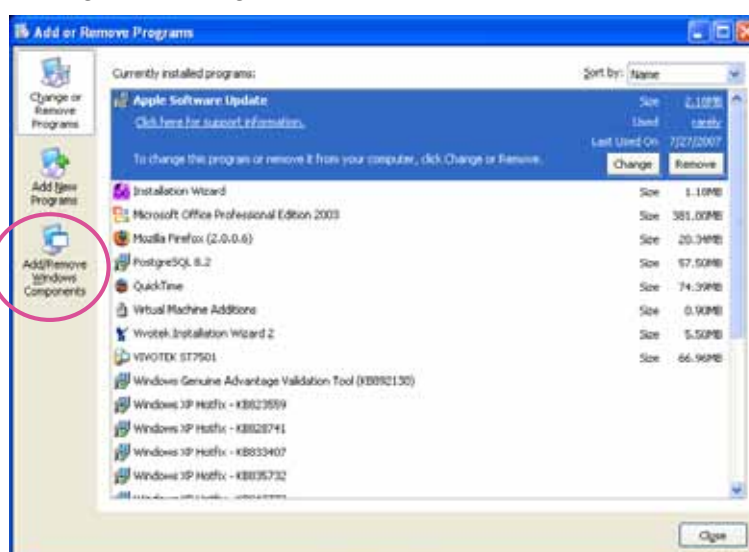 Add or Remove Programs
Change or
Remove
Programs
Add New
Programs
Add/Remove
Windows
Components
Currently installed programs:
Sort by: Name
Apple Software Update
Size 2.10MB
Click here for support information.
Used rarely
Last Used On 7/27/2007
To change this program or remove it from your computer, click Change or Remove.
Change
Remove
Installation Wizard
Size 1.10MB
Microsoft Office Professional Edition 2003
Size 381.00MB
Mozilla Firefox (2.0.0.6)
Size 20.34MB
PostgreSQL 8.2
Size 57.50MB
QuickTime
Size 74.39MB
Virtual Machine Additions
Size 0.90MB
Vivotek Installation Wizard 2
Size 5.50MB
VIVOTEK ST7501
Size 66.96MB
Windows Genuine Advantage Validation Tool (KB892130)
Windows XP Hotfix - KB823559
Windows XP Hotfix - KB828741
Windows XP Hotfix - KB833407
Windows XP Hotfix - KB835732
Close